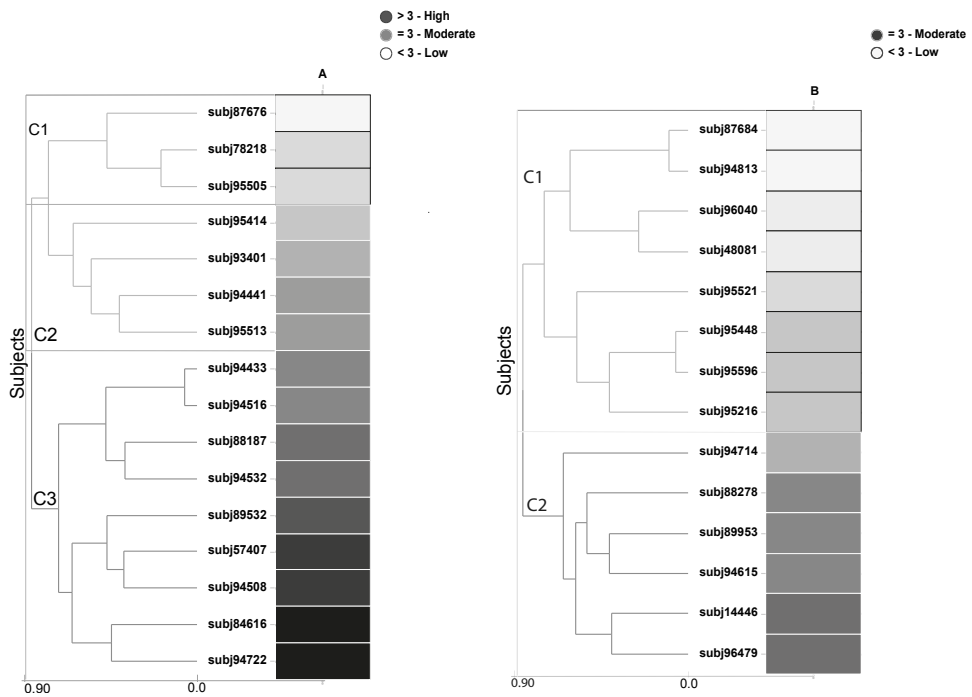 > 3 - High
= 3 - Moderate
< 3 - Low
A
C1
subj87676
subj78218
subj95505
subj95414
subj93401
subj94441
C2
subj95513
Subjects
subj94433
subj94516
subj88187
subj94532
C3
subj89532
subj57407
subj94508
subj84616
subj94722
0.90
0.0
= 3 - Moderate
< 3 - Low
B
subj87684
subj94813
C1
subj96040
subj48081
subj95521
subj95448
Subjects
subj95596
subj95216
subj94714
subj88278
C2
subj89953
subj94615
subj14446
subj96479
0.90
0.0